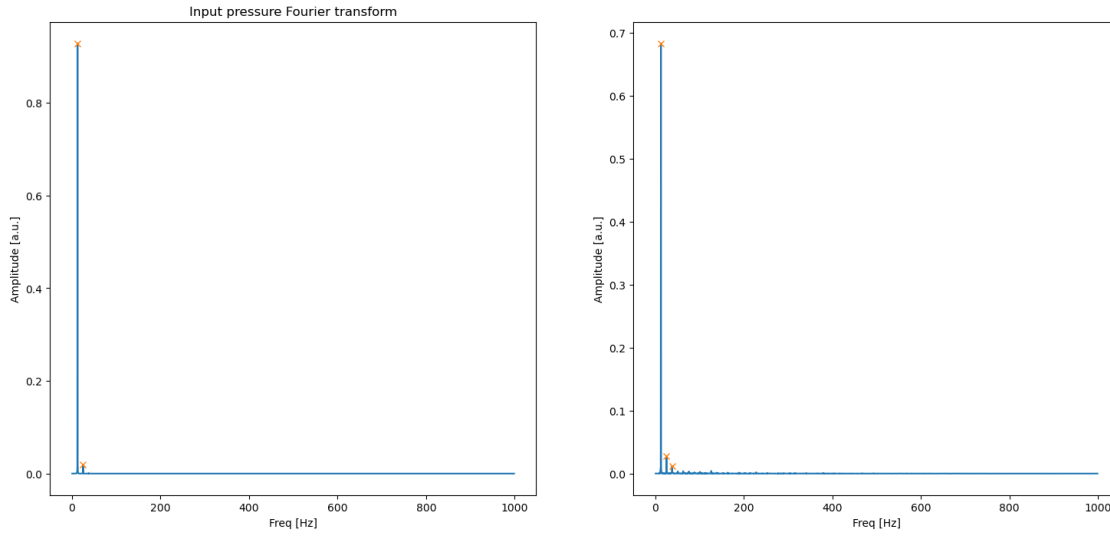 Input pressure Fourier transform
Amplitude [a.u.]
0.8
0.6
0.4
0.2
0.0
0 200 400 600 800 1000
Freq [Hz]
Amplitude [a.u.]
0.7
0.6
0.5
0.4
0.3
0.2
0.1
0.0
0 200 400 600 800 1000
Freq [Hz]